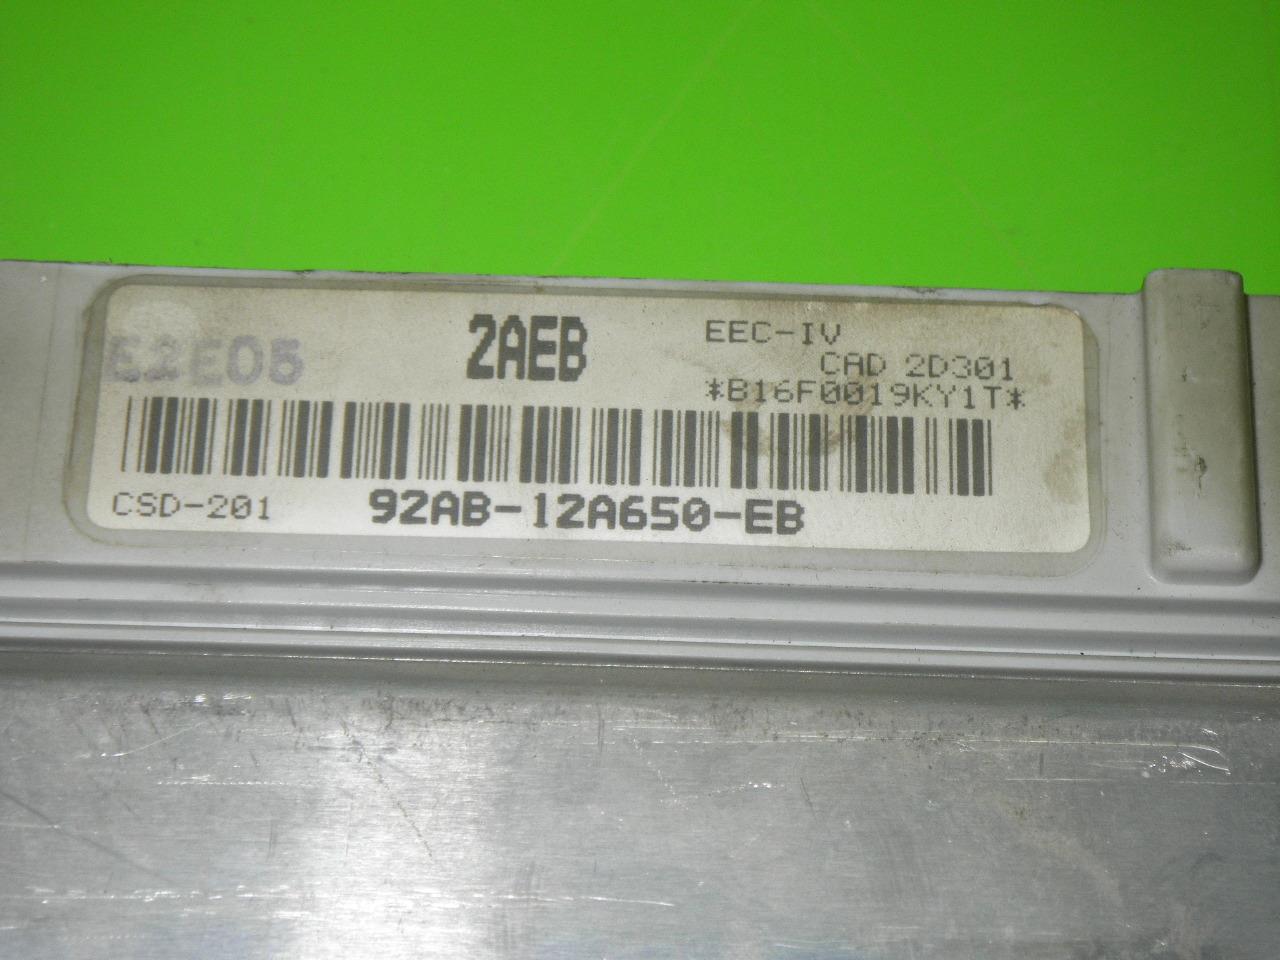 E2E05
2AEB
EEC-IV
CAD 2D301
*B16F0019KY1T*
CSD-201
92AB-12A650-EB